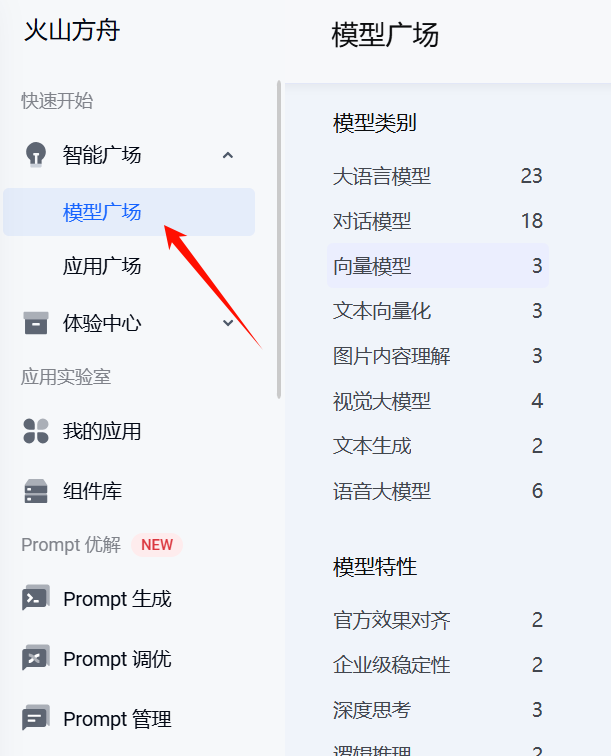 火山方舟
快速开始
智能广场
模型广场
应用广场
体验中心
应用实验室
我的应用
组件库
Prompt 优解 NEW
Prompt 生成
Prompt 调优
Prompt 管理
模型广场
模型类别
大语言模型 23
对话模型 18
向量模型 3
文本向量化 3
图片内容理解 3
视觉大模型 4
文本生成 2
语音大模型 6
模型特性
官方效果对齐 2
企业级稳定性 2
深度思考 3
逻辑推理 2